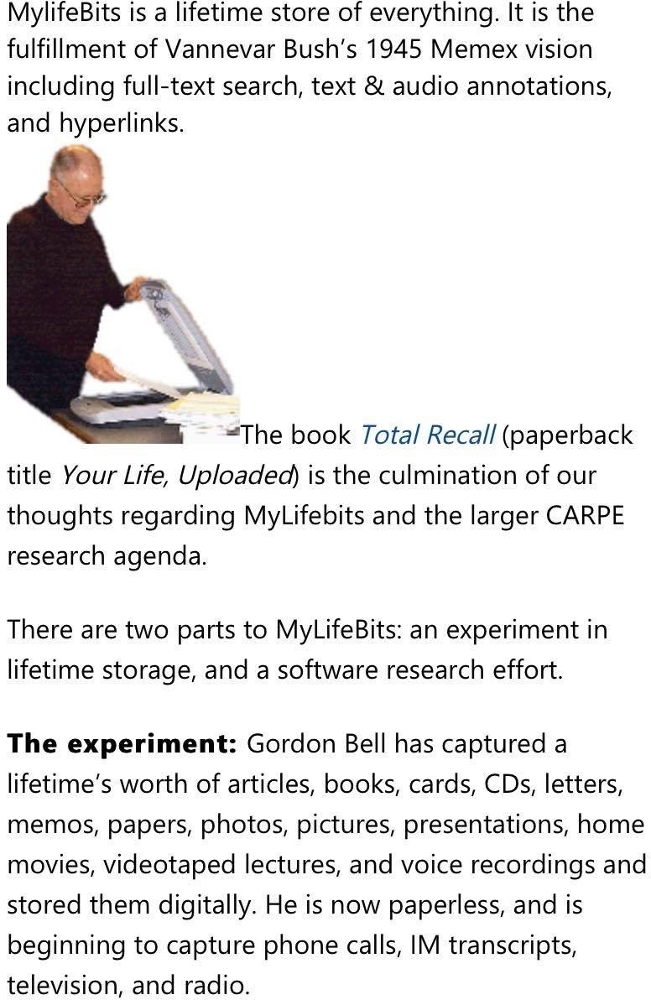 MylifeBits is a lifetime store of everything. It is the
fulfillment of Vannevar Bush’s 1945 Memex vision
including full-text search, text & audio annotations,
and hyperlinks.
The book Total Recall (paperback
title Your Life, Uploaded) is the culmination of our
thoughts regarding MyLifebits and the larger CARPE
research agenda.
There are two parts to MyLifeBits: an experiment in
lifetime storage, and a software research effort.
The experiment: Gordon Bell has captured a
lifetime’s worth of articles, books, cards, CDs, letters,
memos, papers, photos, pictures, presentations, home
movies, videotaped lectures, and voice recordings and
stored them digitally. He is now paperless, and is
beginning to capture phone calls, IM transcripts,
television, and radio.